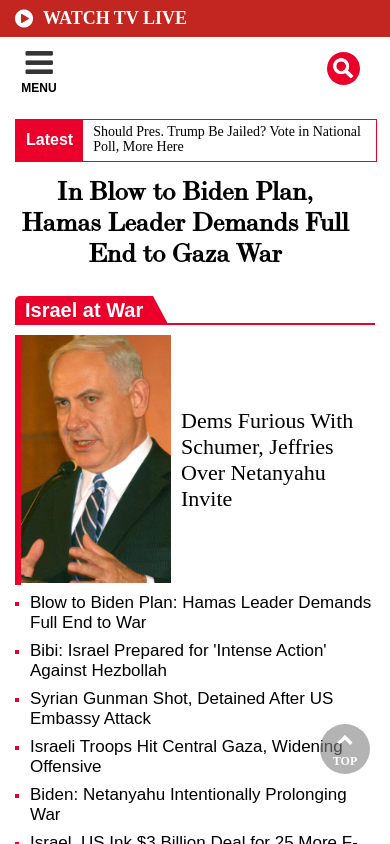 WATCH TV LIVE
MENU
Latest
Should Pres. Trump Be Jailed? Vote in National
Poll, More Here
In Blow to Biden Plan,
Hamas Leader Demands Full
End to Gaza War
Israel at War
Dems Furious With
Schumer, Jeffries
Over Netanyahu
Invite
Blow to Biden Plan: Hamas Leader Demands
Full End to War
Bibi: Israel Prepared for 'Intense Action'
Against Hezbollah
Syrian Gunman Shot, Detained After US
Embassy Attack
Israeli Troops Hit Central Gaza, Widening
Offensive
TOP
Biden: Netanyahu Intentionally Prolonging
War
Israel, US Ink $3 Billion Deal for 25 More F-